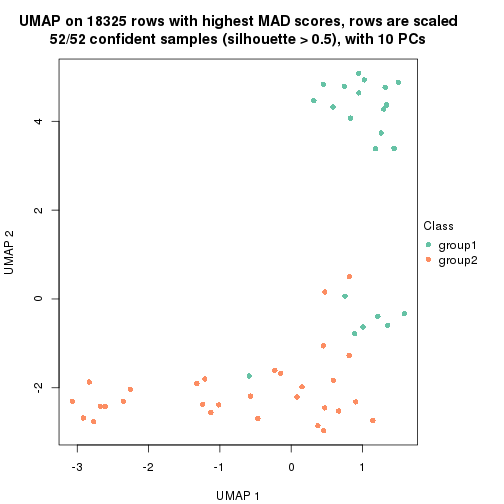 UMAP on 18325 rows with highest MAD scores, rows are scaled
52/52 confident samples (silhouette > 0.5), with 10 PCs
4
2
0
-2
UMAP 2
Class
group1
group2
-3 -2 -1 0 1
UMAP 1